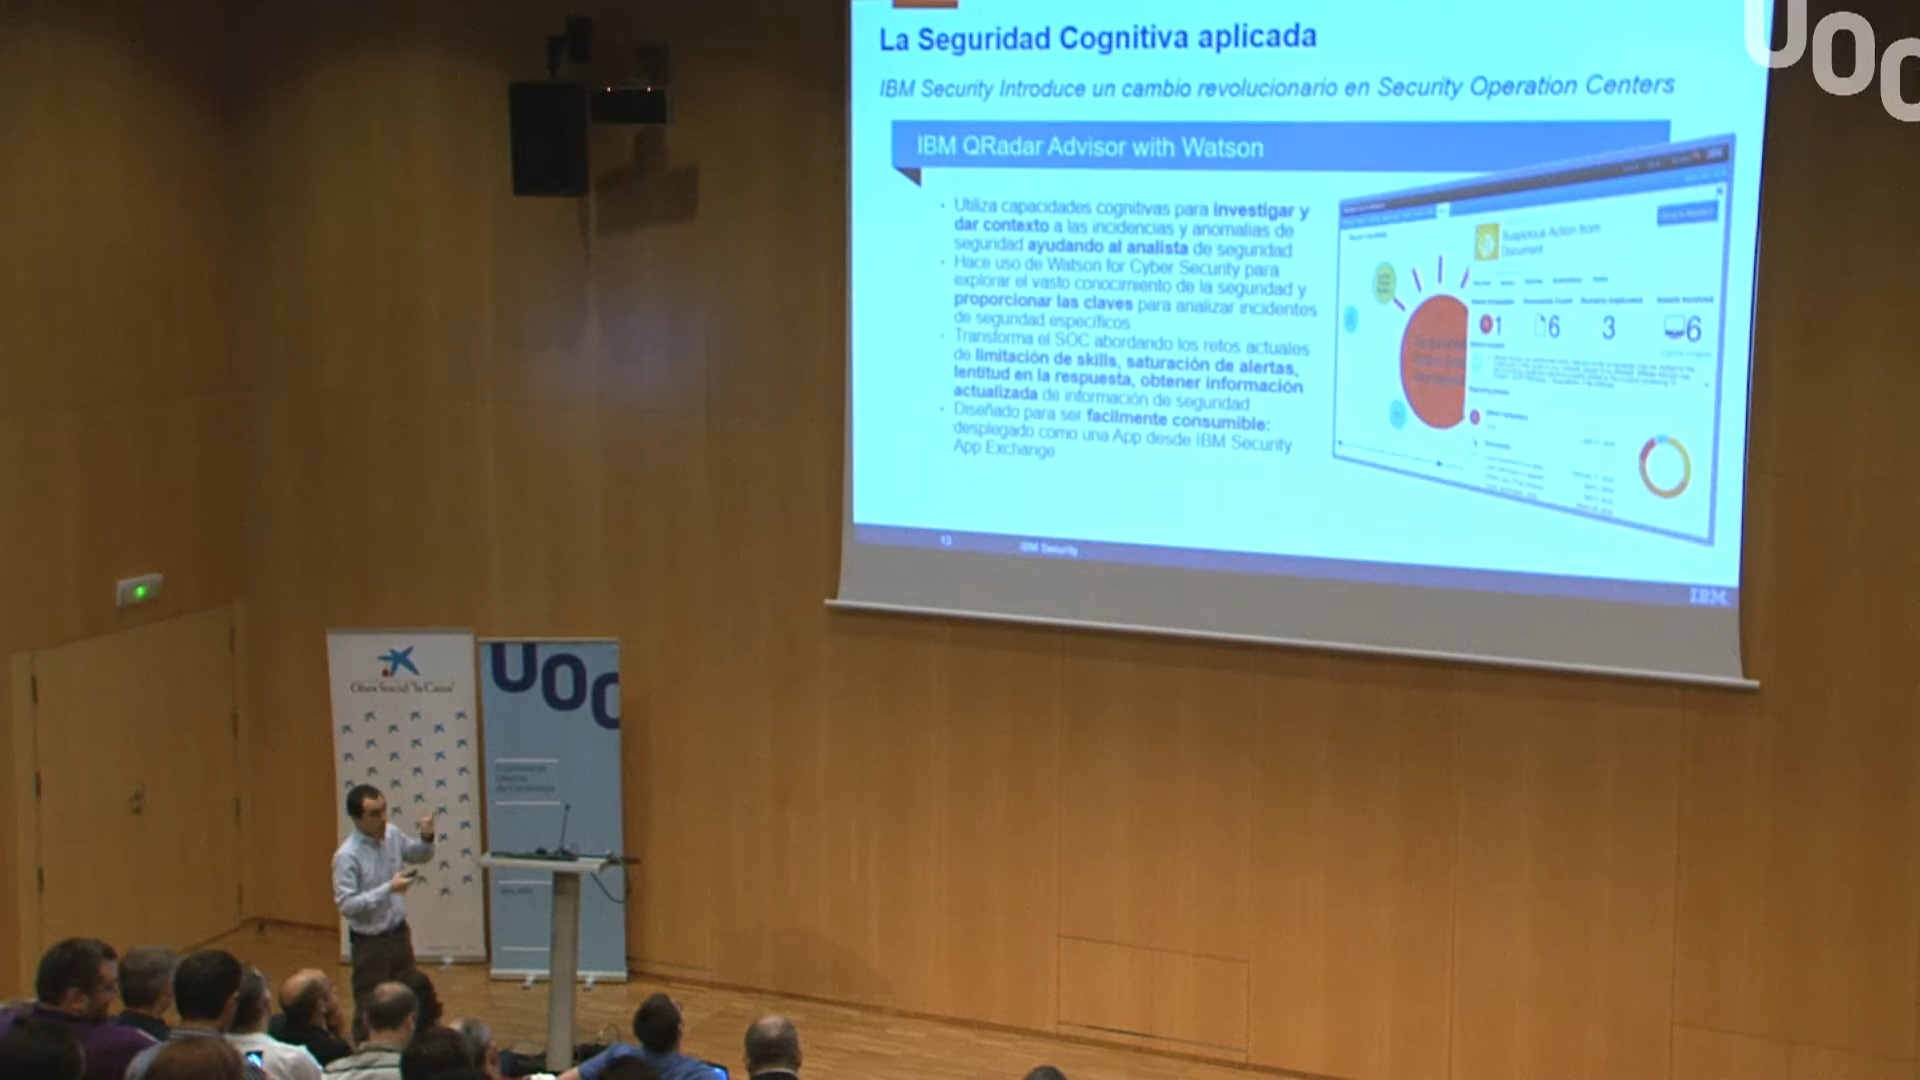 La Seguridad Cognitiva aplicada
IBM Security Introduce un cambio revolucionario en Security Operation Centers
IBM QRadar Advisor with Watson
Utiliza capacidades cognitivas para investigar y
dar contexto a las incidencias y anomalías de
seguridad ayudando al analista de seguridad
Hace uso de Watson for Cyber Security para
explorar el vasto conocimiento de la seguridad y
proporcionar las claves para analizar incidentes
de seguridad específicos
Transforma el SOC abordando los retos actuales
de limitación de skills, saturación de alertas,
lentitud en la respuesta, obtener información
actualizada de información de seguridad
Diseñado para ser facilmente consumible:
desplegado como una App desde IBM Security
App Exchange
Suspicious Action from
Document
1 6 3 6
13 IBM Security
IBM
UOC
Obra Social "la Caixa"
UOC